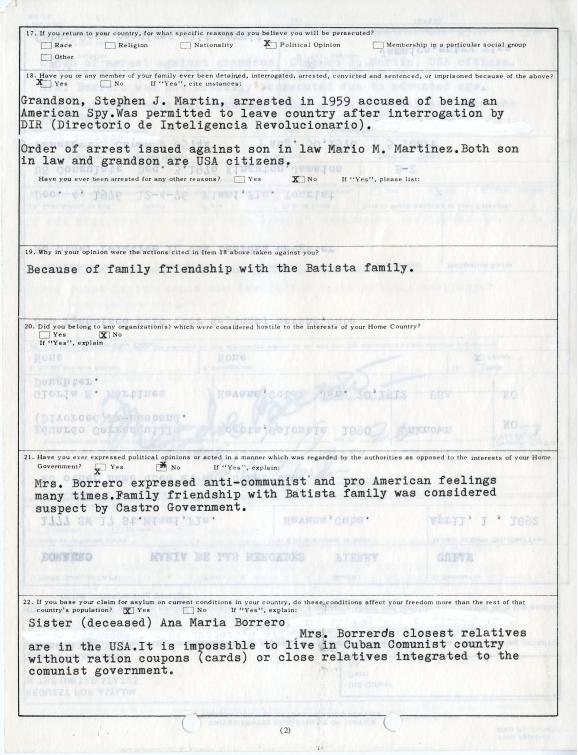 17. If you return to your country, for what specific reasons do you believe you will be persecuted?
Race Religion Nationality X Political Opinion Membership in a particular social group
Other
18. Have you or any member of your family ever been detained, interrogated, arrested, convicted and sentenced, or imprisoned because of the above?
X Yes No If "Yes", cite instances:
Grandson, Stephen J. Martin, arrested in 1959 accused of being an
American Spy.Was permitted to leave country after interrogation by
DIR (Directorio de Inteligencia Revolucionario).
Order of arrest issued against son in law Mario M. Martinez.Both son
in law and grandson are USA citizens.
Have you ever been arrested for any other reasons? Yes X No If "Yes", please list:
19. Why in your opinion were the actions cited in Item 18 above taken against you?
Because of family friendship with the Batista family.
20. Did you belong to any organization(s) which were considered hostile to the interests of your Home Country?
Yes X No
If "Yes", explain
21. Have you ever expressed political opinions or acted in a manner which was regarded by the authorities as opposed to the interests of your Home
Government? X Yes No If "Yes", explain:
Mrs. Borrero expressed anti-communist and pro American feelings
many times.Family friendship with Batista family was considered
suspect by Castro Government.
22. If you base your claim for asylum on current conditions in your country, do these conditions affect your freedom more than the rest of that
country's population? X Yes No If "Yes", explain:
Sister (deceased) Ana Maria Borrero
Mrs. Borrero's closest relatives
are in the USA.It is impossible to live in Cuban Comunist country
without ration coupons (cards) or close relatives integrated to the
comunist government.
(2)